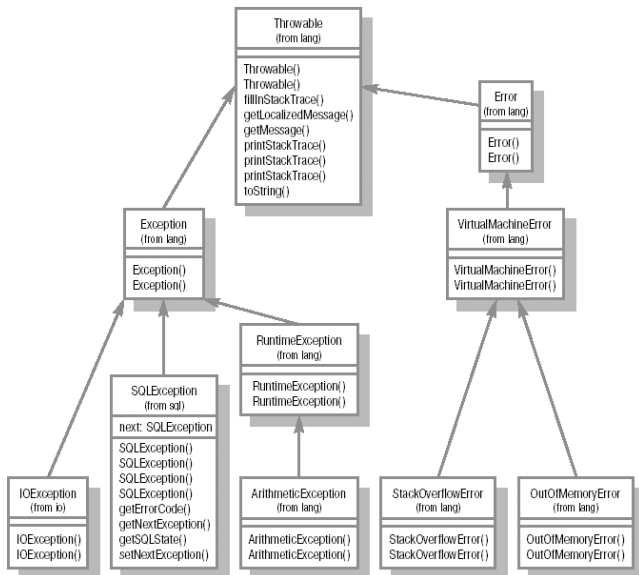 Throwable
(from lang)
Throwable()
Throwable()
fillInStackTrace()
getLocalizedMessage()
getMessage()
printStackTrace()
printStackTrace()
printStackTrace()
toString()
Error
(from lang)
Error()
Error()
Exception
(from lang)
Exception()
Exception()
VirtualMachineError
(from lang)
VirtualMachineError()
VirtualMachineError()
RuntimeException
(from lang)
RuntimeException()
RuntimeException()
SQLException
(from sql)
next: SQLException
SQLException()
SQLException()
SQLException()
SQLException()
getErrorCode()
getNextException()
getSQLState()
setNextException()
IOException
(from io)
IOException()
IOException()
ArithmeticException
(from lang)
ArithmeticException()
ArithmeticException()
StackOverflowError
(from lang)
StackOverflowError()
StackOverflowError()
OutOfMemoryError
(from lang)
OutOfMemoryError()
OutOfMemoryError()